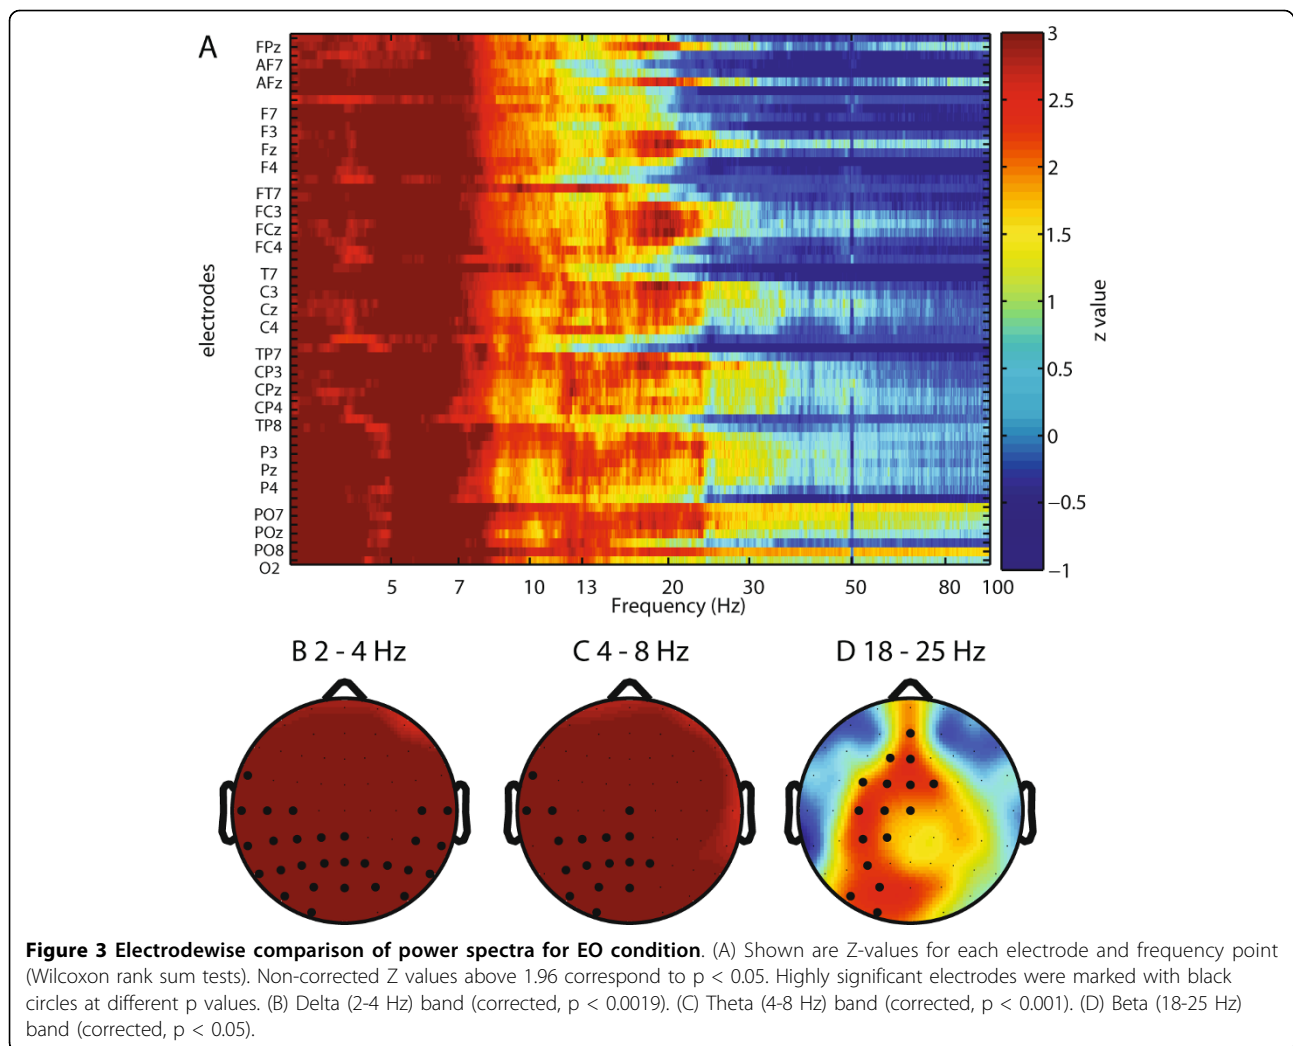 A
FPz
AF7
AFz
F7
F3
Fz
F4
FT7
FC3
FCz
FC4
T7
C3
Cz
C4
TP7
CP3
CPz
CP4
TP8
P3
Pz
P4
PO7
POz
PO8
O2
electrodes
5 7 10 13 20 30 50 80 100
Frequency (Hz)
3
2.5
2
1.5
1
0.5
0
−0.5
−1
z value
B 2 - 4 Hz
C 4 - 8 Hz
D 18 - 25 Hz
Figure 3 Electrodewise comparison of power spectra for EO condition. (A) Shown are Z-values for each electrode and frequency point
(Wilcoxon rank sum tests). Non-corrected Z values above 1.96 correspond to p < 0.05. Highly significant electrodes were marked with black
circles at different p values. (B) Delta (2-4 Hz) band (corrected, p < 0.0019). (C) Theta (4-8 Hz) band (corrected, p < 0.001). (D) Beta (18-25 Hz)
band (corrected, p < 0.05).